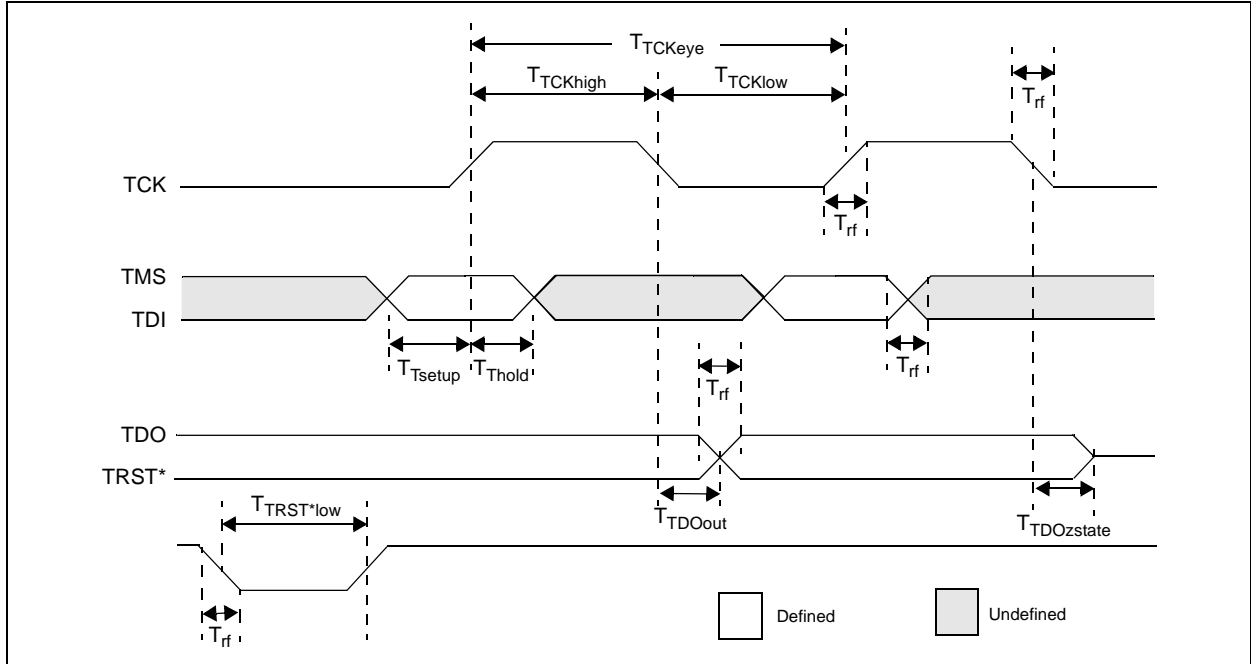 TTCKeye
TTCKhigh
TTCKlow
Trf
TCK
Trf
TMS
TDI
TTsetup
TThold
Trf
Trf
TDO
TRST*
TTRST*low
TTDOout
TTDOzstate
Trf
Defined
Undefined